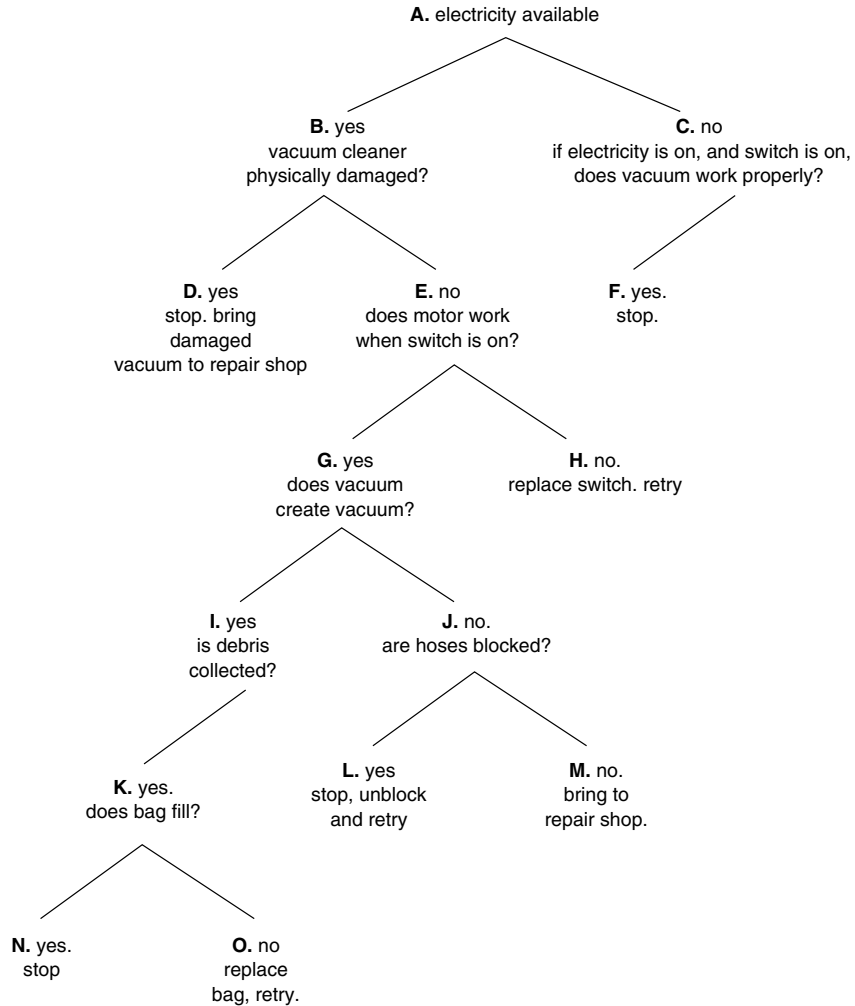 A. electricity available
B. yes
vacuum cleaner
physically damaged?
C. no
if electricity is on, and switch is on,
does vacuum work properly?
D. yes
stop. bring
damaged
vacuum to repair shop
E. no
does motor work
when switch is on?
F. yes.
stop.
G. yes
does vacuum
create vacuum?
H. no.
replace switch. retry
I. yes
is debris
collected?
J. no.
are hoses blocked?
K. yes.
does bag fill?
L. yes
stop, unblock
and retry
M. no.
bring to
repair shop.
N. yes.
stop
O. no
replace
bag, retry.